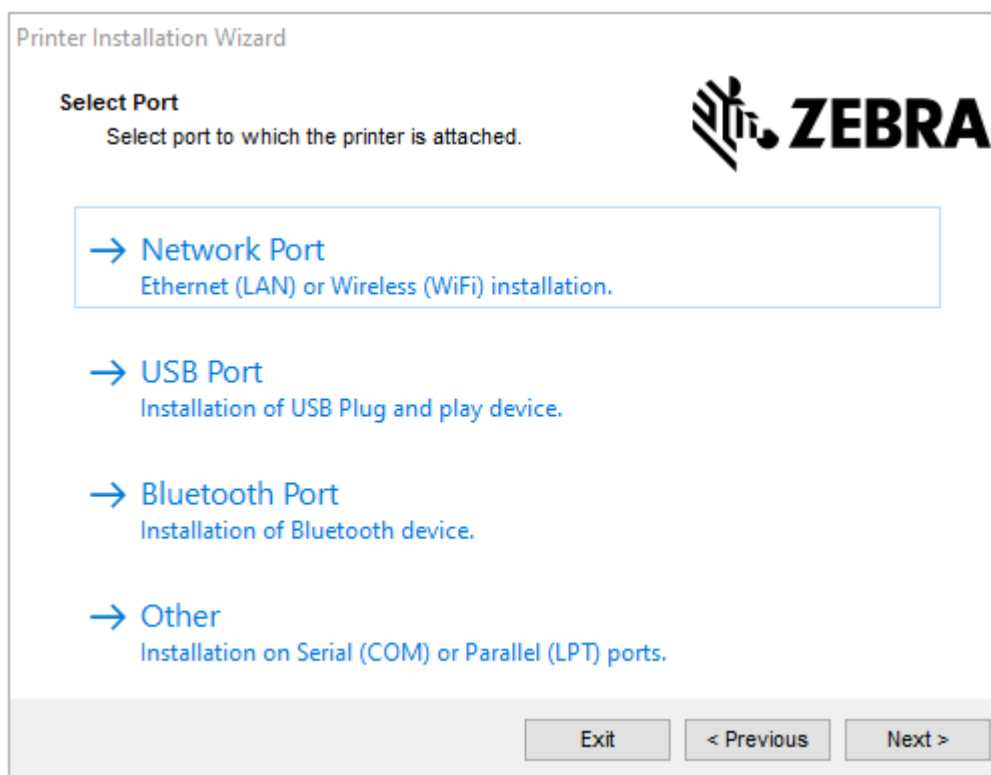 Printer Installation Wizard
Select Port
Select port to which the printer is attached.
ZEBRA
Network Port
Ethernet (LAN) or Wireless (WiFi) installation.
USB Port
Installation of USB Plug and play device.
Bluetooth Port
Installation of Bluetooth device.
Other
Installation on Serial (COM) or Parallel (LPT) ports.
Exit
< Previous
Next >